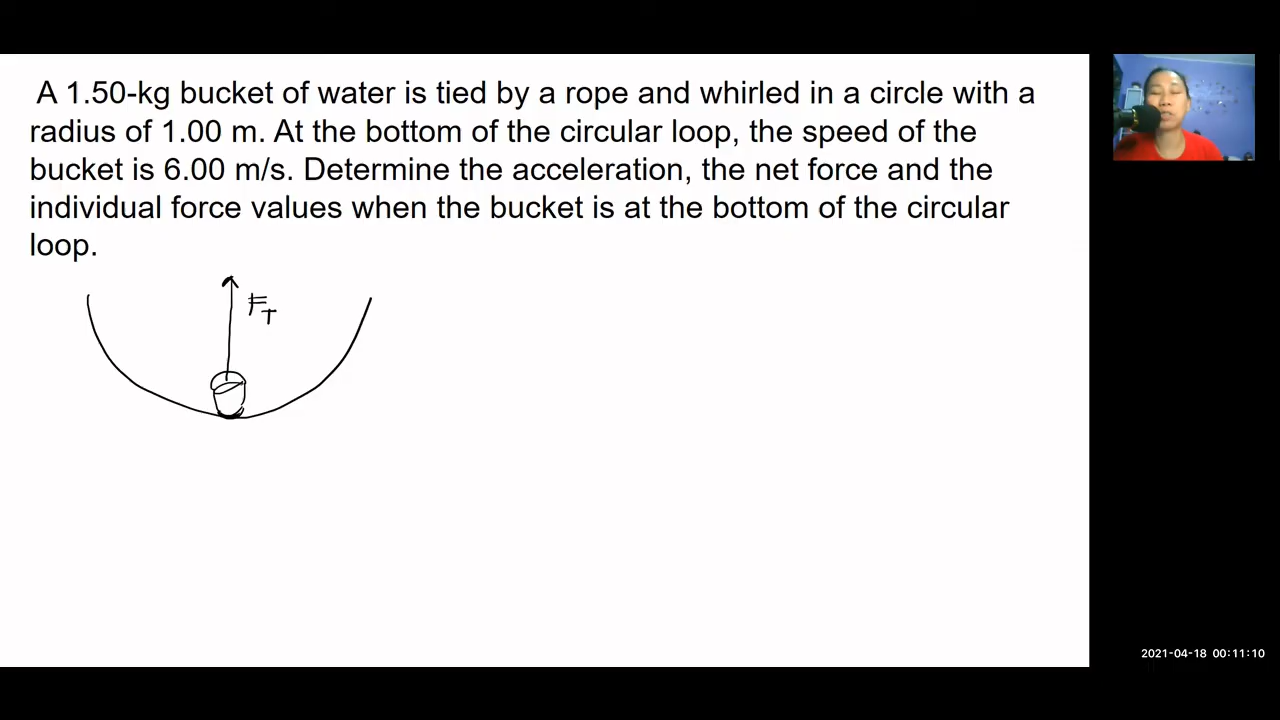 A 1.50-kg bucket of water is tied by a rope and whirled in a circle with a
radius of 1.00 m. At the bottom of the circular loop, the speed of the
bucket is 6.00 m/s. Determine the acceleration, the net force and the
individual force values when the bucket is at the bottom of the circular
loop.
F_T
2021-04-18 00:11:10